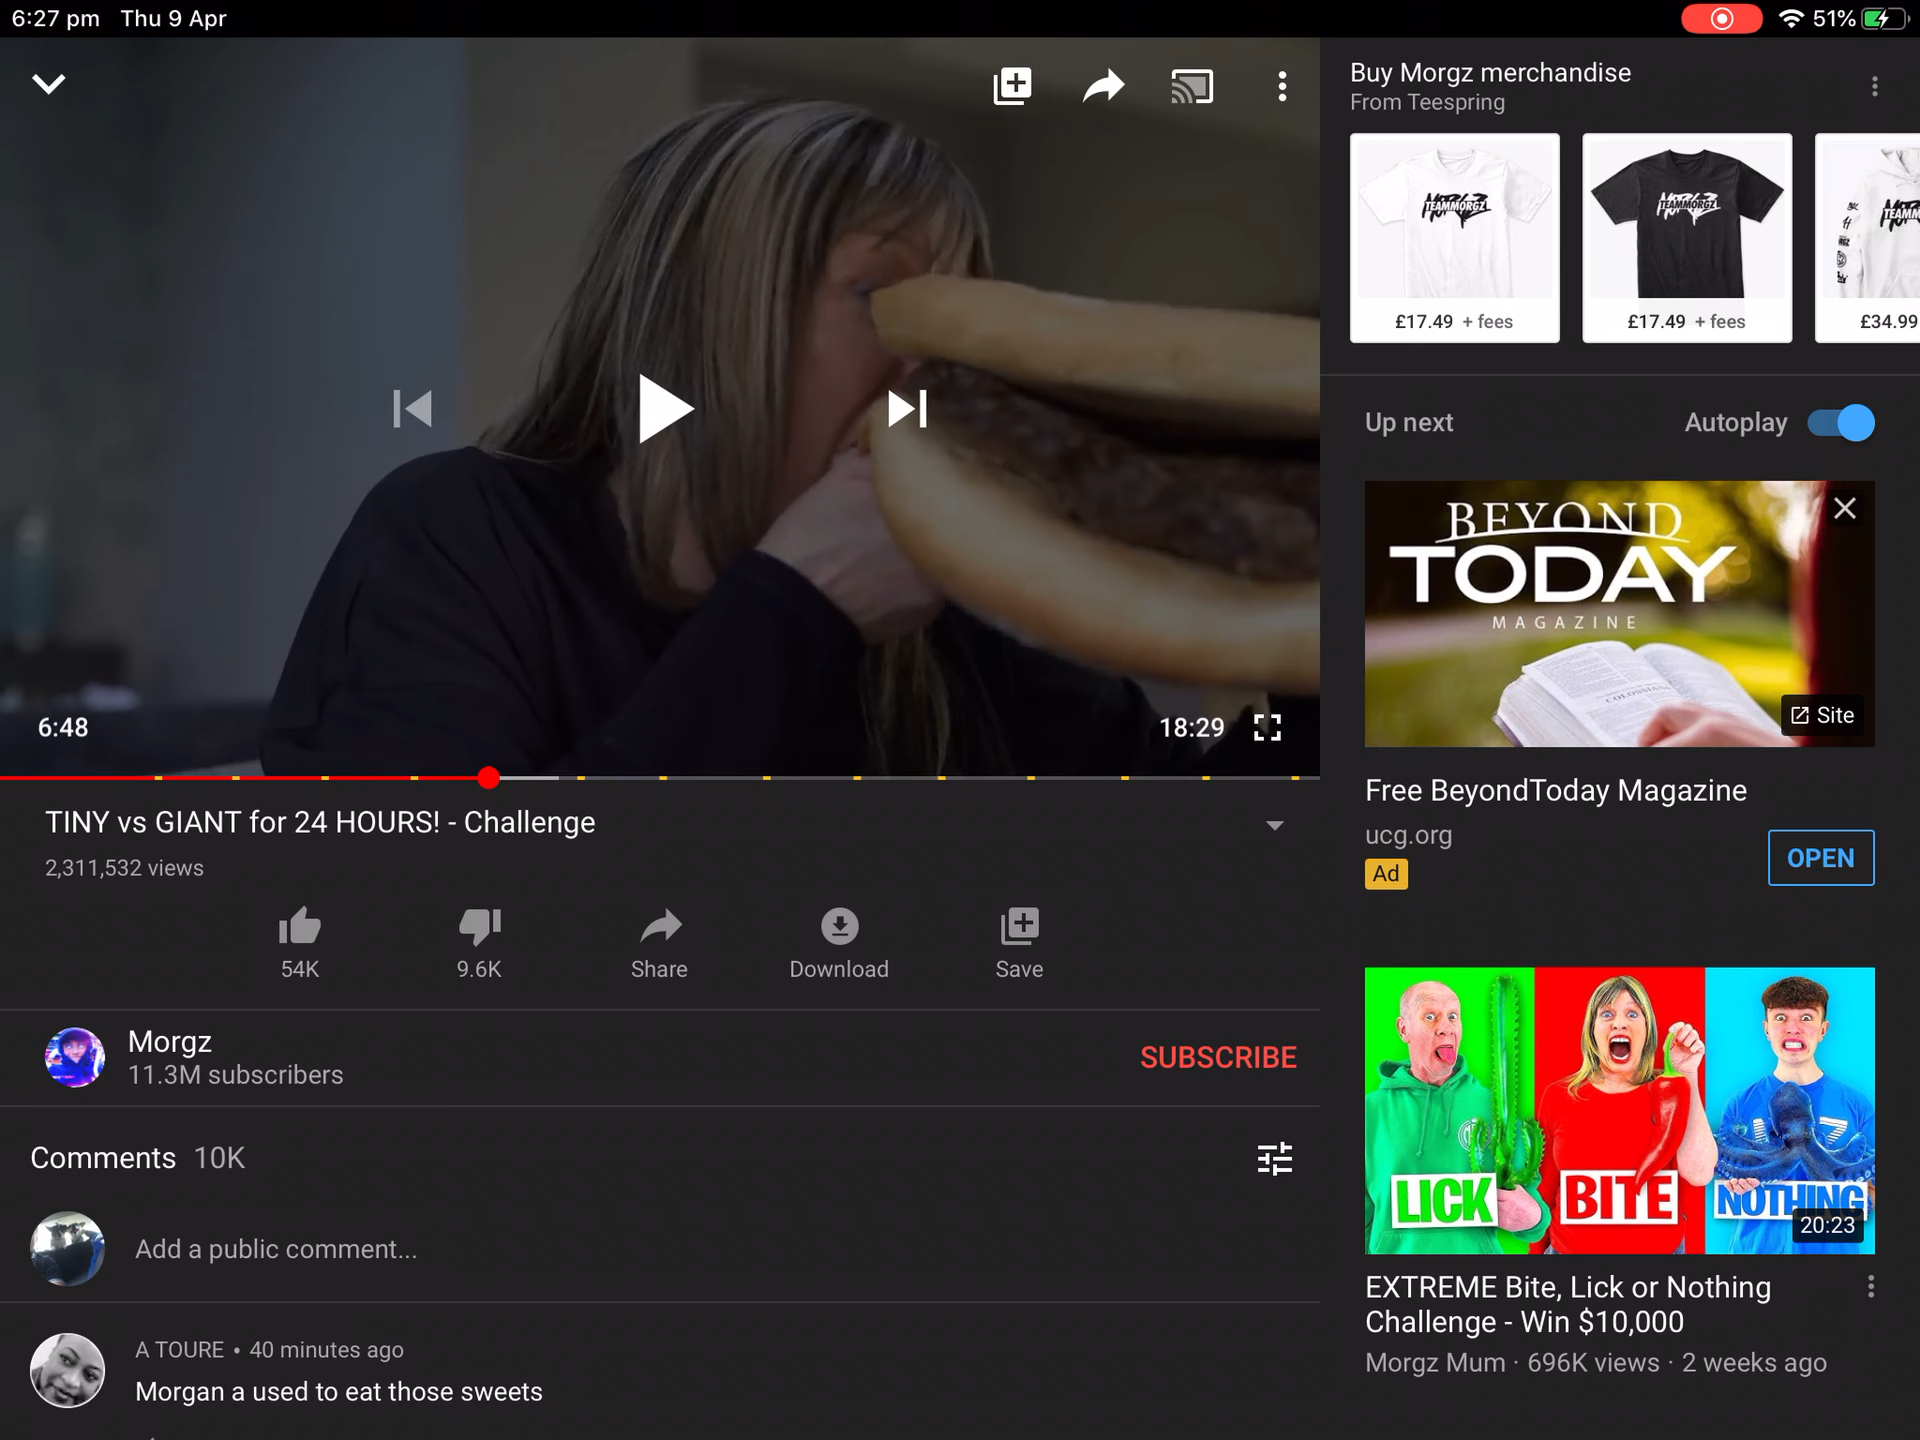 6:27 pm Thu 9 Apr
51%
6:48
18:29
TINY vs GIANT for 24 HOURS! - Challenge
2,311,532 views
54K
9.6K
Share
Download
Save
Morgz
11.3M subscribers
SUBSCRIBE
Comments 10K
Add a public comment...
A TOURE • 40 minutes ago
Morgan a used to eat those sweets
Buy Morgz merchandise
From Teespring
TEAMMORGZ
TEAMMORGZ
£17.49 + fees
£17.49 + fees
£34.99
Up next
Autoplay
BEYOND
TODAY
MAGAZINE
Site
Free BeyondToday Magazine
ucg.org
Ad
OPEN
LICK
BITE
NOTHING
20:23
EXTREME Bite, Lick or Nothing
Challenge - Win $10,000
Morgz Mum · 696K views · 2 weeks ago